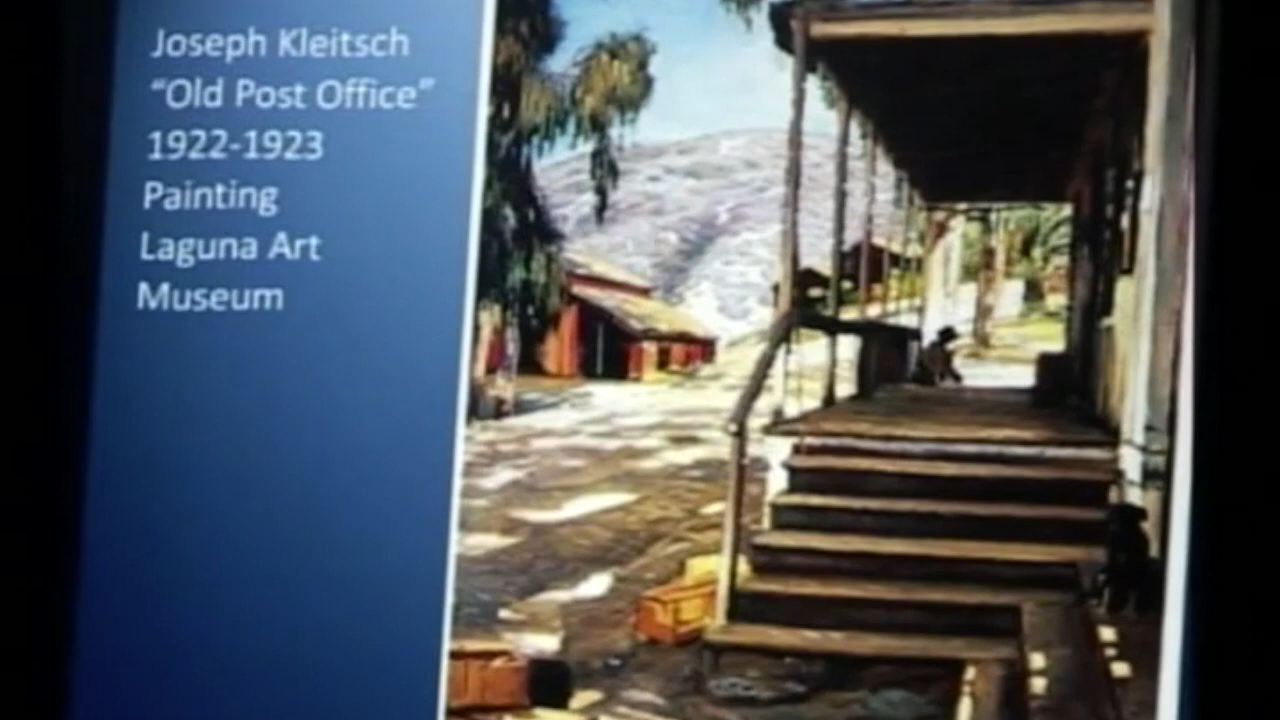 Joseph Kleitsch
“Old Post Office”
1922-1923
Painting
Laguna Art
Museum